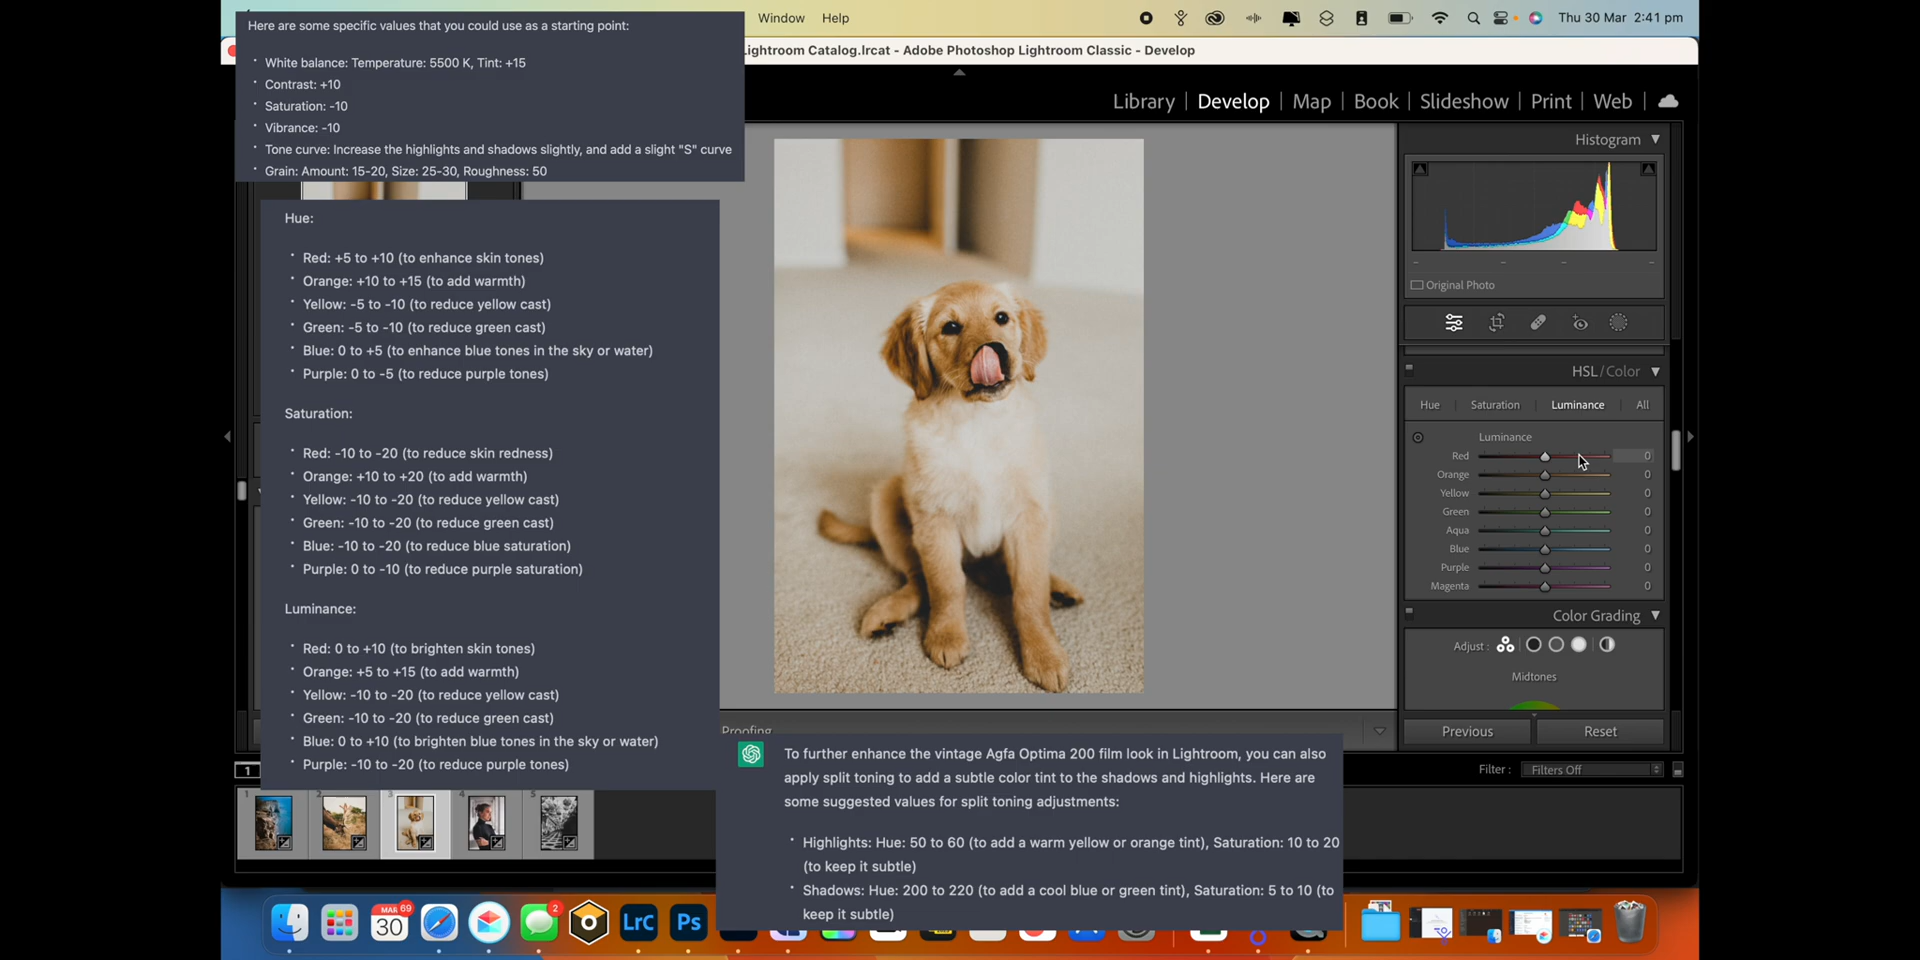 Window Help
Thu 30 Mar 2:41 pm
Here are some specific values that you could use as a starting point:
ightroom Catalog.lrcat - Adobe Photoshop Lightroom Classic - Develop
White balance: Temperature: 5500 K, Tint: +15
Contrast: +10
Saturation: -10
Vibrance: -10
Tone curve: Increase the highlights and shadows slightly, and add a slight "S" curve
Grain: Amount: 15-20, Size: 25-30, Roughness: 50
Library | Develop | Map | Book | Slideshow | Print | Web
Hue:
Red: +5 to +10 (to enhance skin tones)
Orange: +10 to +15 (to add warmth)
Yellow: -5 to -10 (to reduce yellow cast)
Green: -5 to -10 (to reduce green cast)
Blue: 0 to +5 (to enhance blue tones in the sky or water)
Purple: 0 to -5 (to reduce purple tones)
Saturation:
Red: -10 to -20 (to reduce skin redness)
Orange: +10 to +20 (to add warmth)
Yellow: -10 to -20 (to reduce yellow cast)
Green: -10 to -20 (to reduce green cast)
Blue: -10 to -20 (to reduce blue saturation)
Purple: 0 to -10 (to reduce purple saturation)
Luminance:
Red: 0 to +10 (to brighten skin tones)
Orange: +5 to +15 (to add warmth)
Yellow: -10 to -20 (to reduce yellow cast)
Green: -10 to -20 (to reduce green cast)
Blue: 0 to +10 (to brighten blue tones in the sky or water)
Purple: -10 to -20 (to reduce purple tones)
Histogram
Original Photo
HSL / Color
Hue | Saturation | Luminance | All
Luminance
Red 0
Orange 0
Yellow 0
Green 0
Aqua 0
Blue 0
Purple 0
Magenta 0
Color Grading
Adjust :
Midtones
Previous Reset
Proofing
Filter : Filters Off
To further enhance the vintage Agfa Optima 200 film look in Lightroom, you can also
apply split toning to add a subtle color tint to the shadows and highlights. Here are
some suggested values for split toning adjustments:
Highlights: Hue: 50 to 60 (to add a warm yellow or orange tint), Saturation: 10 to 20
(to keep it subtle)
Shadows: Hue: 200 to 220 (to add a cool blue or green tint), Saturation: 5 to 10 (to
keep it subtle)
1
1 2 3 4 5
MAR 69
30
2
LrC
Ps